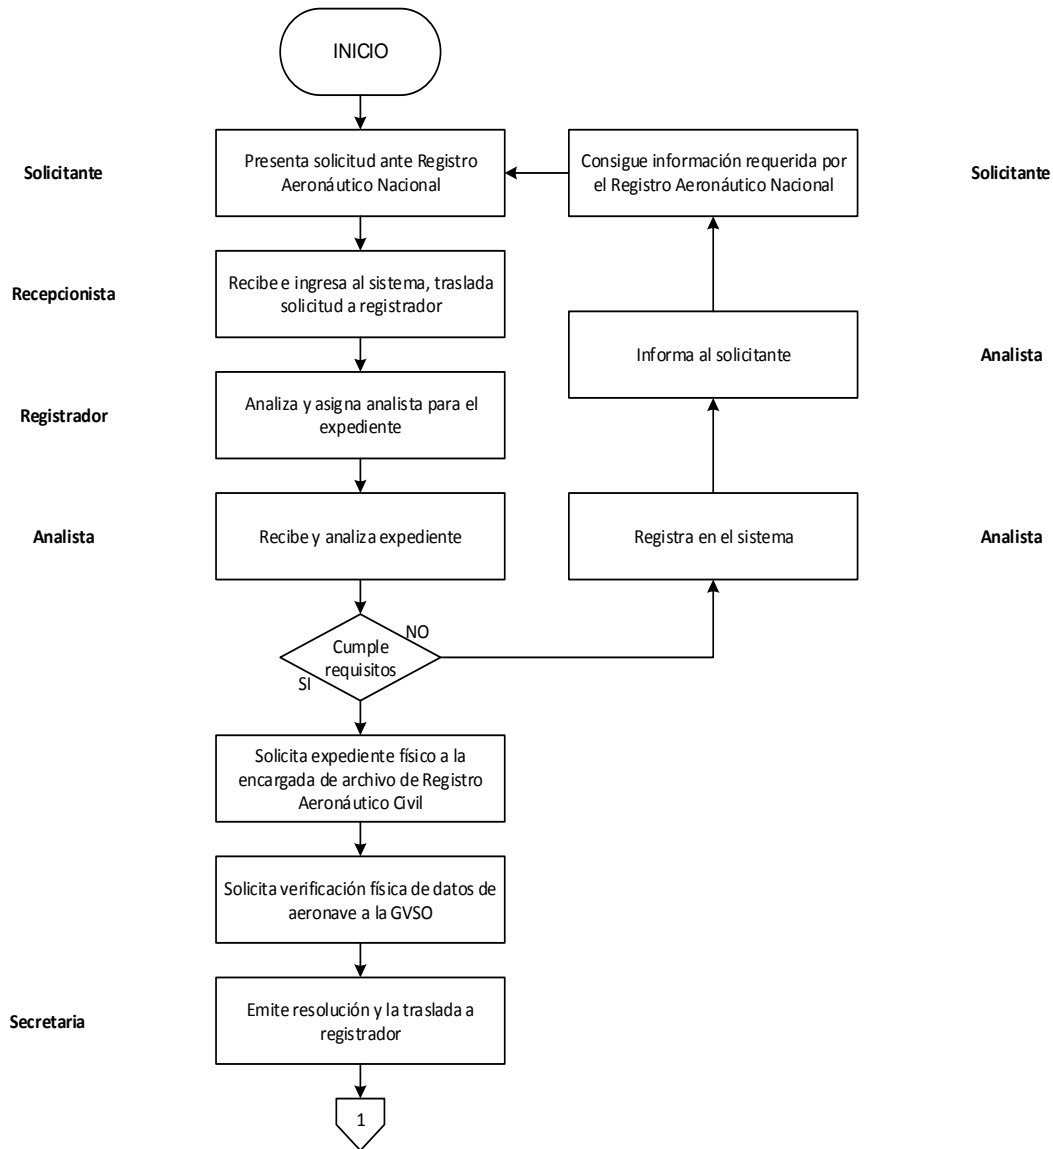 INICIO
Solicitante
Presenta solicitud ante Registro
Aeronáutico Nacional
Consigue información requerida por
el Registro Aeronáutico Nacional
Solicitante
Recepcionista
Recibe e ingresa al sistema, traslada
solicitud a registrador
Informa al solicitante
Analista
Registrador
Analiza y asigna analista para el
expediente
Analista
Recibe y analiza expediente
Registra en el sistema
Analista
Cumple
requisitos
NO
SI
Solicita expediente físico a la
encargada de archivo de Registro
Aeronáutico Civil
Solicita verificación física de datos de
aeronave a la GVSO
Secretaria
Emite resolución y la traslada a
registrador
1